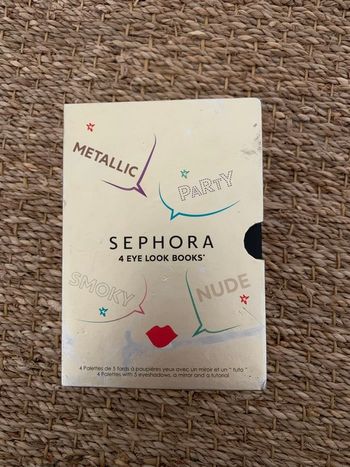 METALLIC
PARTY
SEPHORA
4 EYE LOOK BOOKS*
SMOKY
NUDE
4 Palettes de 5 fards à paupières yeux avec un miroir et un " tuto "
4 Palettes with 5 eyeshadows, a mirror and a tutorial